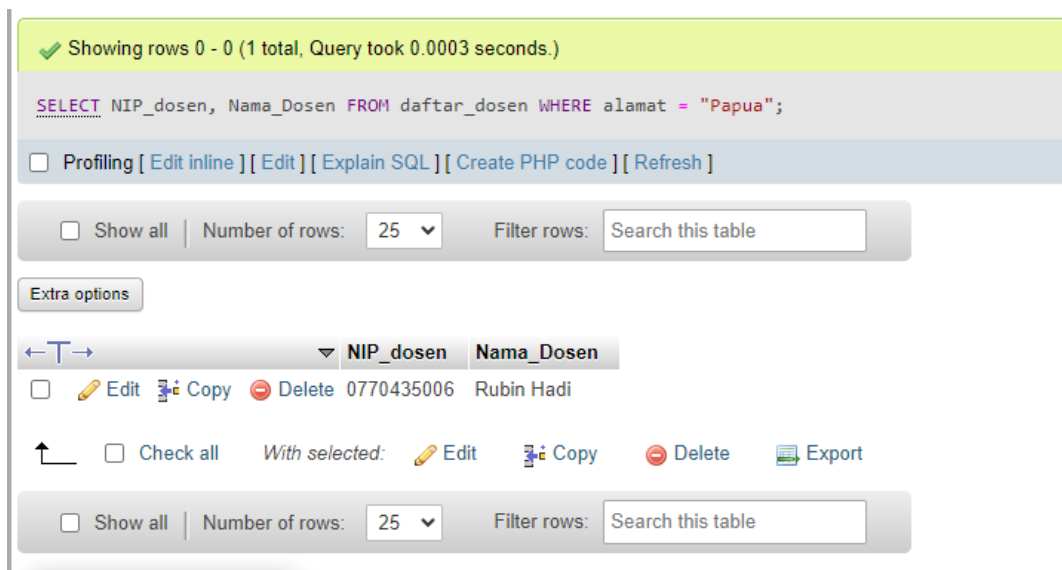 Showing rows 0 - 0 (1 total, Query took 0.0003 seconds.)
SELECT NIP_dosen, Nama_Dosen FROM daftar_dosen WHERE alamat = "Papua";
Profiling [ Edit inline ] [ Edit ] [ Explain SQL ] [ Create PHP code ] [ Refresh ]
Show all | Number of rows: 25 Filter rows: Search this table
Extra options
←T→ NIP_dosen Nama_Dosen
Edit Copy Delete 0770435006 Rubin Hadi
Check all With selected: Edit Copy Delete Export
Show all | Number of rows: 25 Filter rows: Search this table